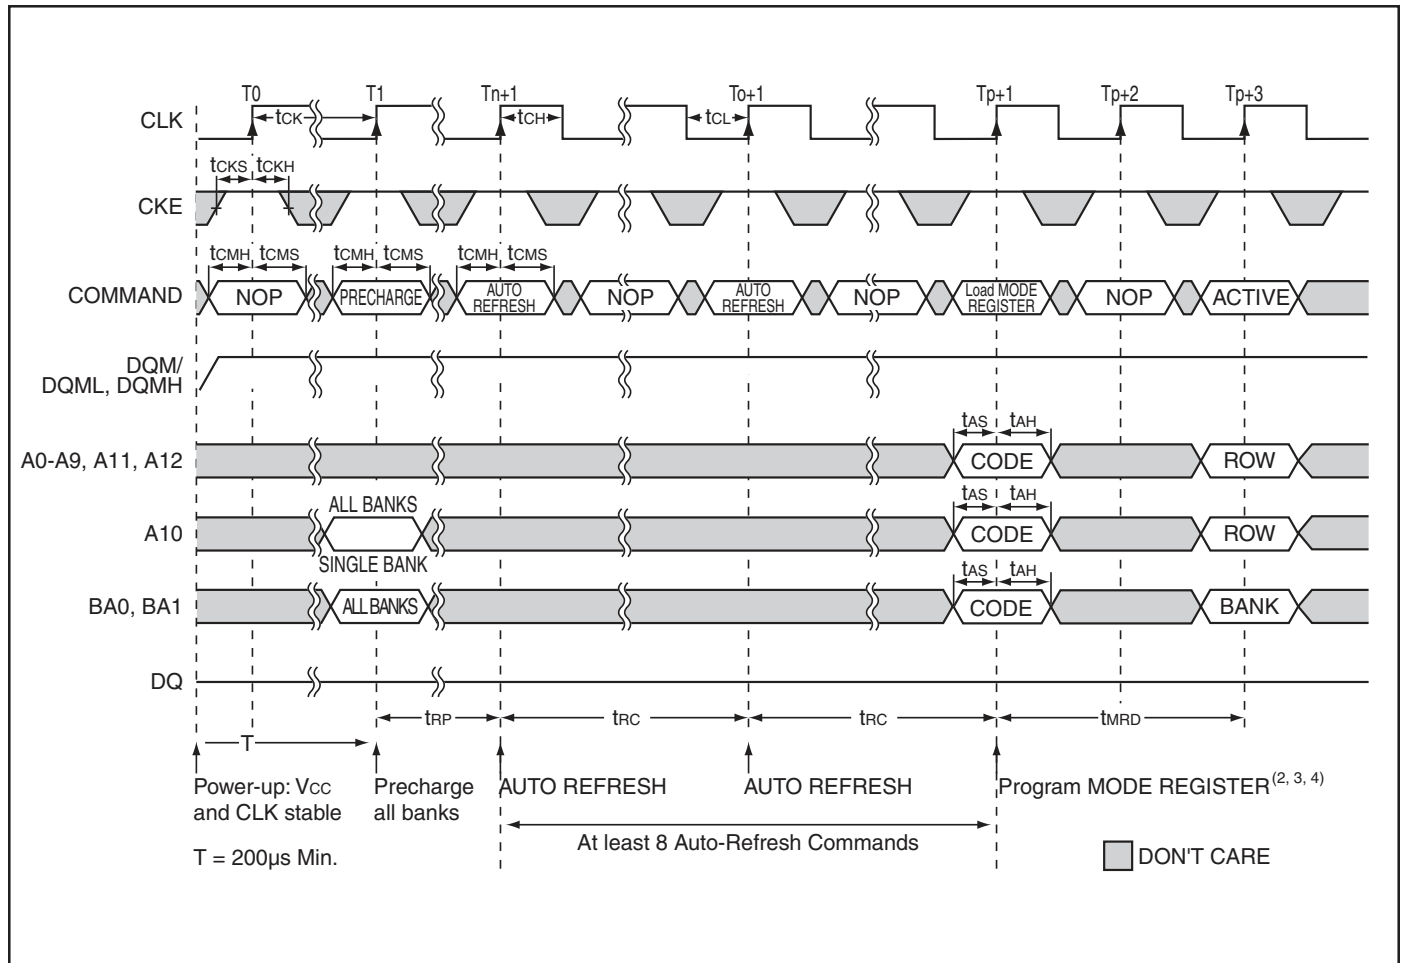 T0 T1 Tn+1 To+1 Tp+1 Tp+2 Tp+3
CLK tCK tCH tCL
tCKS tCKH
CKE
tCMH tCMS tCMH tCMS tCMH tCMS
COMMAND NOP PRECHARGE AUTO REFRESH NOP AUTO REFRESH NOP Load MODE REGISTER NOP ACTIVE
DQM/
DQML, DQMH
tAS tAH
A0-A9, A11, A12 CODE ROW
ALL BANKS tAS tAH
A10 CODE ROW
SINGLE BANK tAS tAH
BA0, BA1 ALL BANKS CODE BANK
DQ
tRP tRC tRC tMRD
T
Power-up: VCC
and CLK stable
Precharge
all banks
AUTO REFRESH
AUTO REFRESH
Program MODE REGISTER(2, 3, 4)
At least 8 Auto-Refresh Commands
T = 200µs Min.
DON'T CARE